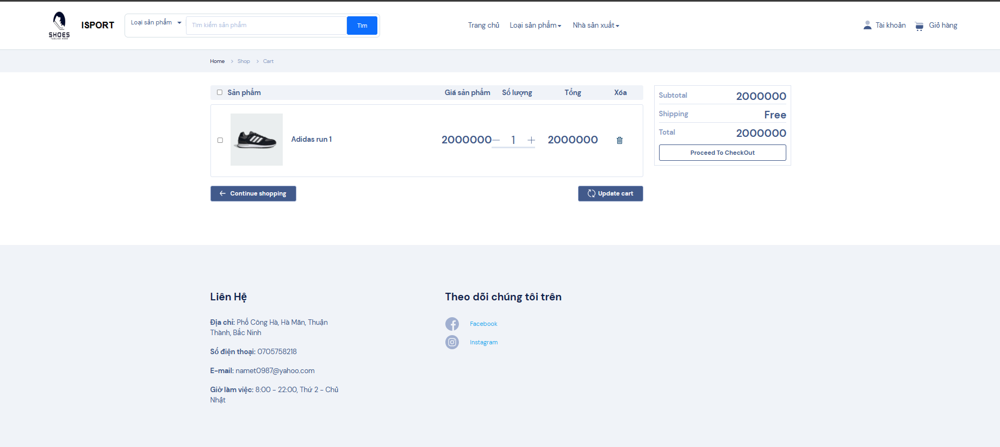 SHOES
TAGLINE HERE
ISPORT
Loại sản phẩm
Tìm kiếm sản phẩm
Tìm
Trang chủ
Loại sản phẩm
Nhà sản xuất
Tài khoản
Giỏ hàng
Home > Shop > Cart
Sản phẩm
Giá sản phẩm
Số lượng
Tổng
Xóa
Adidas run 1
2000000
1
2000000
Continue shopping
Update cart
Subtotal 2000000
Shipping Free
Total 2000000
Proceed To CheckOut
Liên Hệ
Địa chỉ: Phố Công Hà, Hà Mãn, Thuận
Thành, Bắc Ninh
Số điện thoại: 0705758218
E-mail: namet0987@yahoo.com
Giờ làm việc: 8:00 - 22:00, Thứ 2 - Chủ
Nhật
Theo dõi chúng tôi trên
Facebook
Instagram